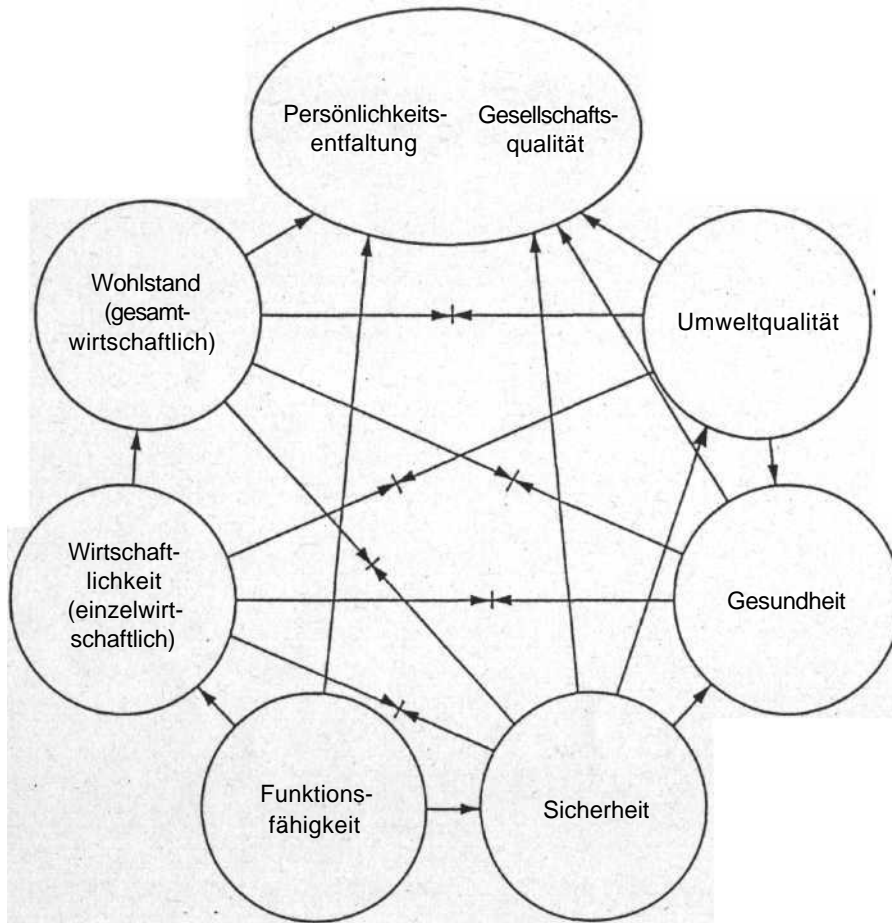 Persönlichkeits-
entfaltung
Gesellschafts-
qualität
Wohlstand
(gesamt-
wirtschaftlich)
Umweltqualität
Wirtschaft-
lichkeit
(einzelwirt-
schaftlich)
Gesundheit
Funktions-
fähigkeit
Sicherheit